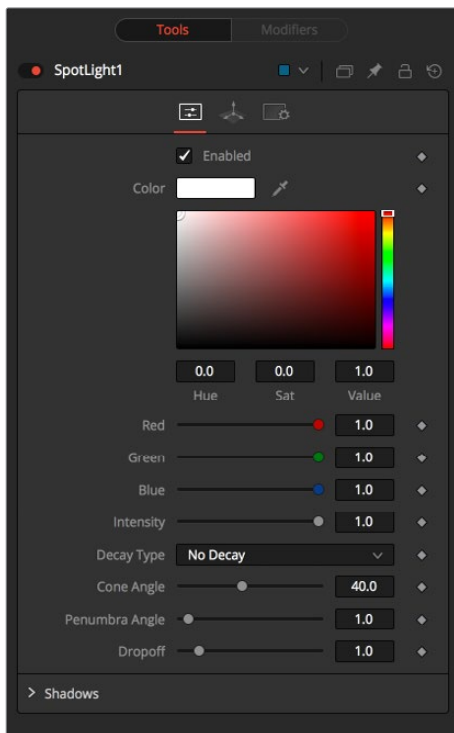 Tools Modifiers
SpotLight1
Enabled
Color
0.0 0.0 1.0
Hue Sat Value
Red 1.0
Green 1.0
Blue 1.0
Intensity 1.0
Decay Type No Decay
Cone Angle 40.0
Penumbra Angle 1.0
Dropoff 1.0
Shadows